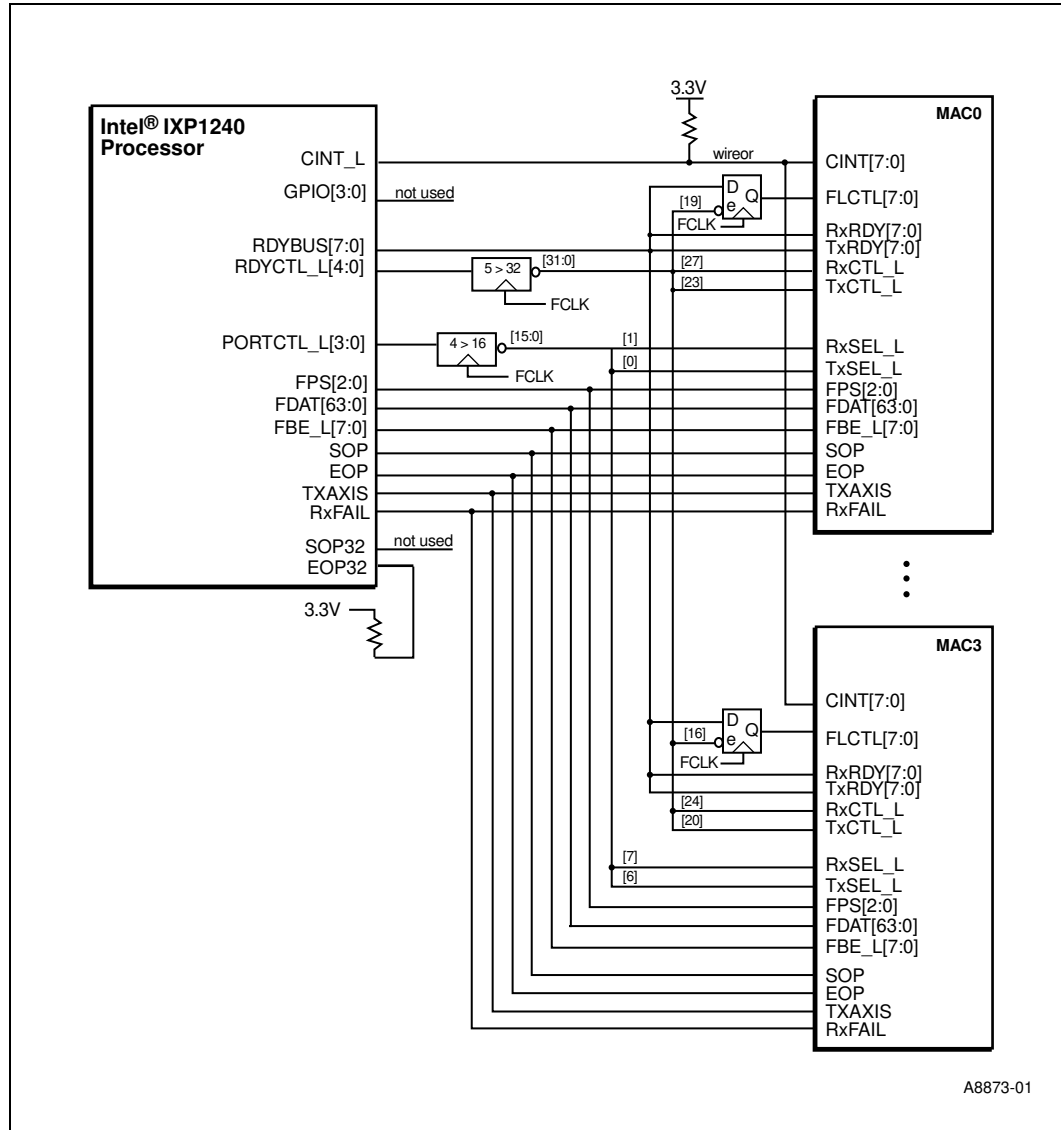 3.3V
MAC0
Intel® IXP1240
Processor
CINT_L
wireor
CINT[7:0]
GPIO[3:0]
not used
[19]
D
Q
e
FCLK
FLCTL[7:0]
RxRDY[7:0]
RDYBUS[7:0]
TxRDY[7:0]
RDYCTL_L[4:0]
5 > 32
[31:0]
[27]
RxCTL_L
[23]
TxCTL_L
FCLK
PORTCTL_L[3:0]
4 > 16
[15:0]
[1]
RxSEL_L
[0]
TxSEL_L
FCLK
FPS[2:0]
FPS[2:0]
FDAT[63:0]
FDAT[63:0]
FBE_L[7:0]
FBE_L[7:0]
SOP
SOP
EOP
EOP
TXAXIS
TXAXIS
RxFAIL
RxFAIL
SOP32
not used
EOP32
3.3V
MAC3
CINT[7:0]
D
Q
[16]
e
FCLK
FLCTL[7:0]
RxRDY[7:0]
TxRDY[7:0]
[24]
RxCTL_L
[20]
TxCTL_L
[7]
RxSEL_L
[6]
TxSEL_L
FPS[2:0]
FDAT[63:0]
FBE_L[7:0]
SOP
EOP
TXAXIS
RxFAIL
A8873-01